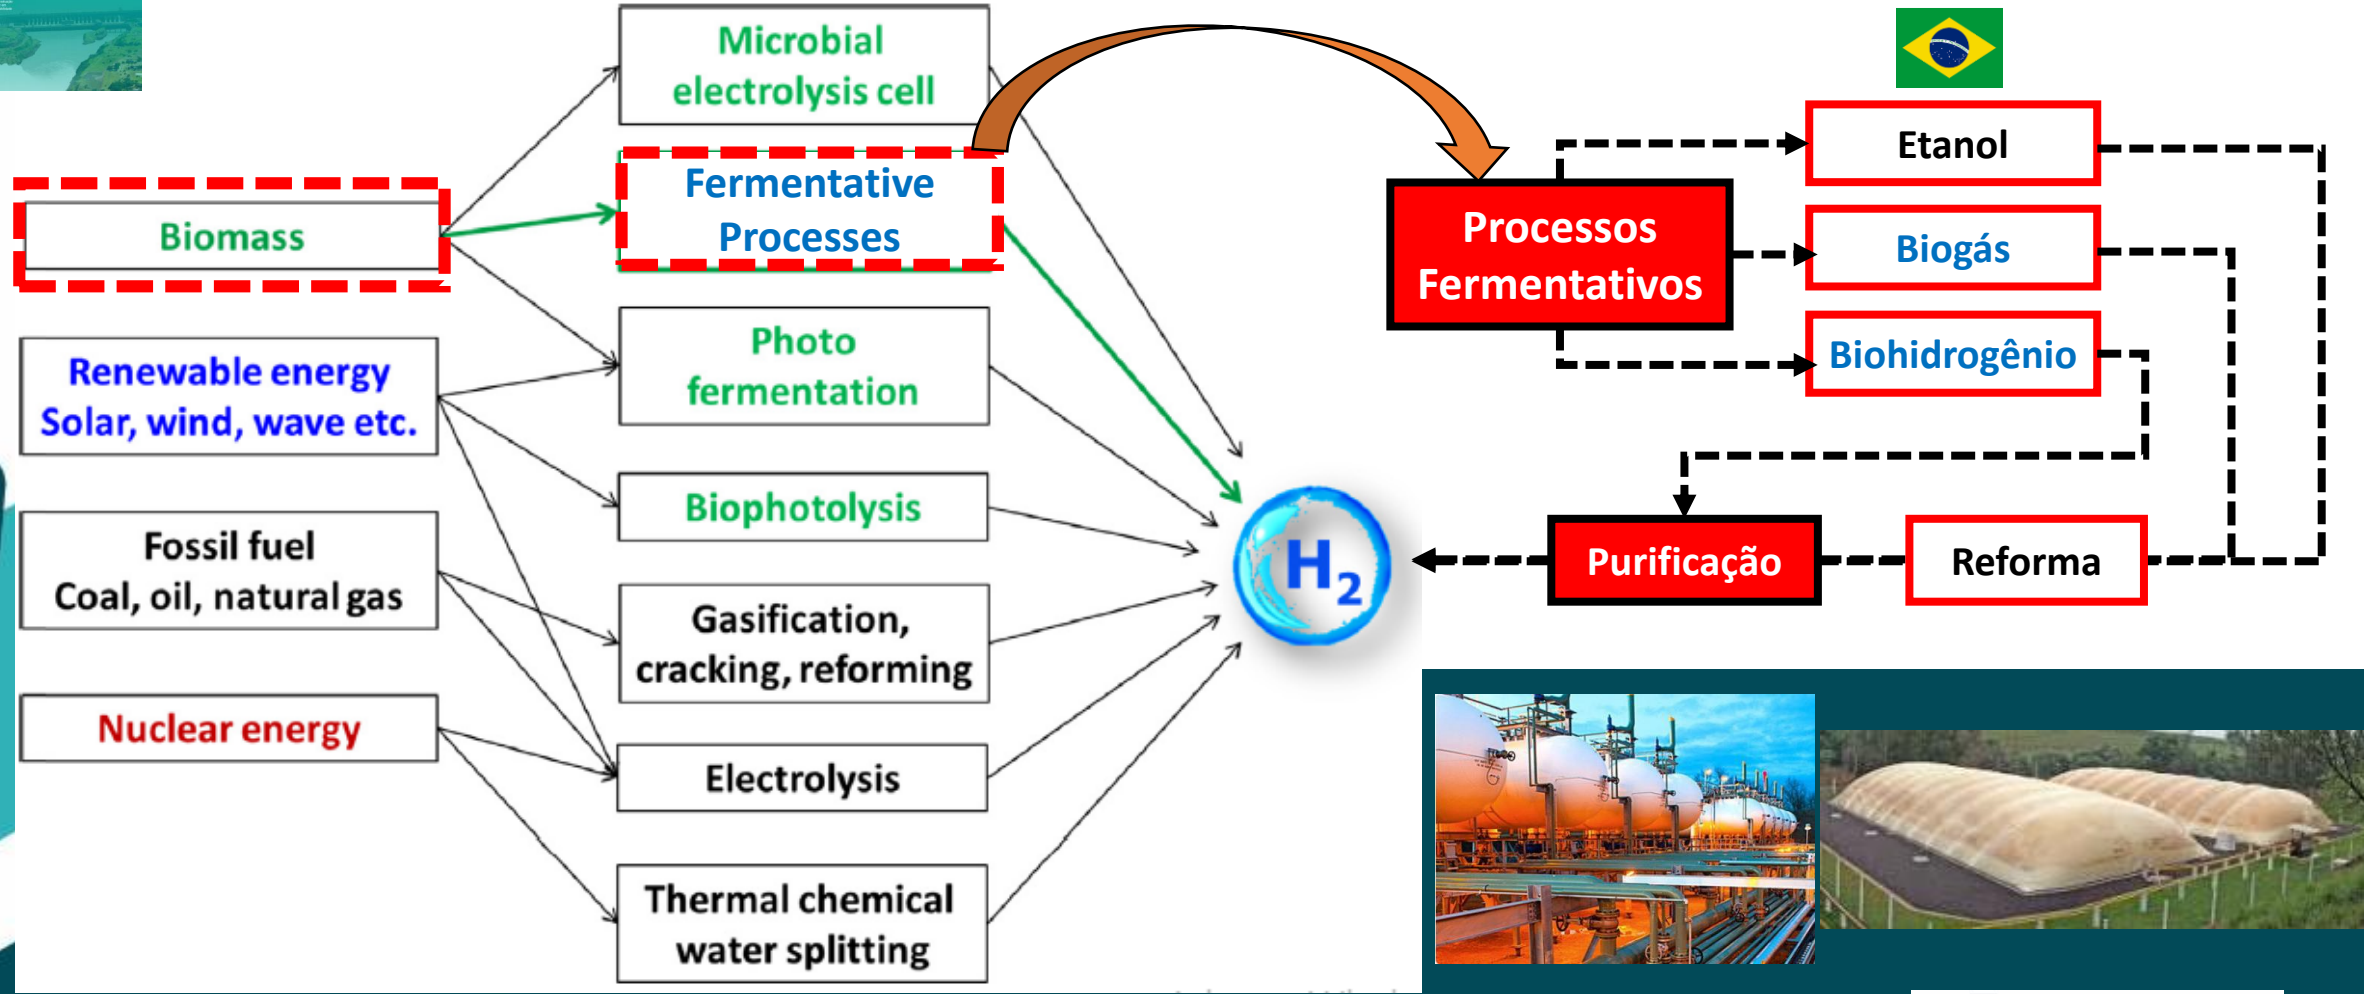 Microbial
electrolysis cell
Fermentative
Processes
Biomass
Photo
fermentation
Renewable energy
Solar, wind, wave etc.
Biophotolysis
Fossil fuel
Coal, oil, natural gas
Gasification,
cracking, reforming
Nuclear energy
Electrolysis
Thermal chemical
water splitting
H2
Processos
Fermentativos
Etanol
Biogás
Biohidrogênio
Purificação
Reforma